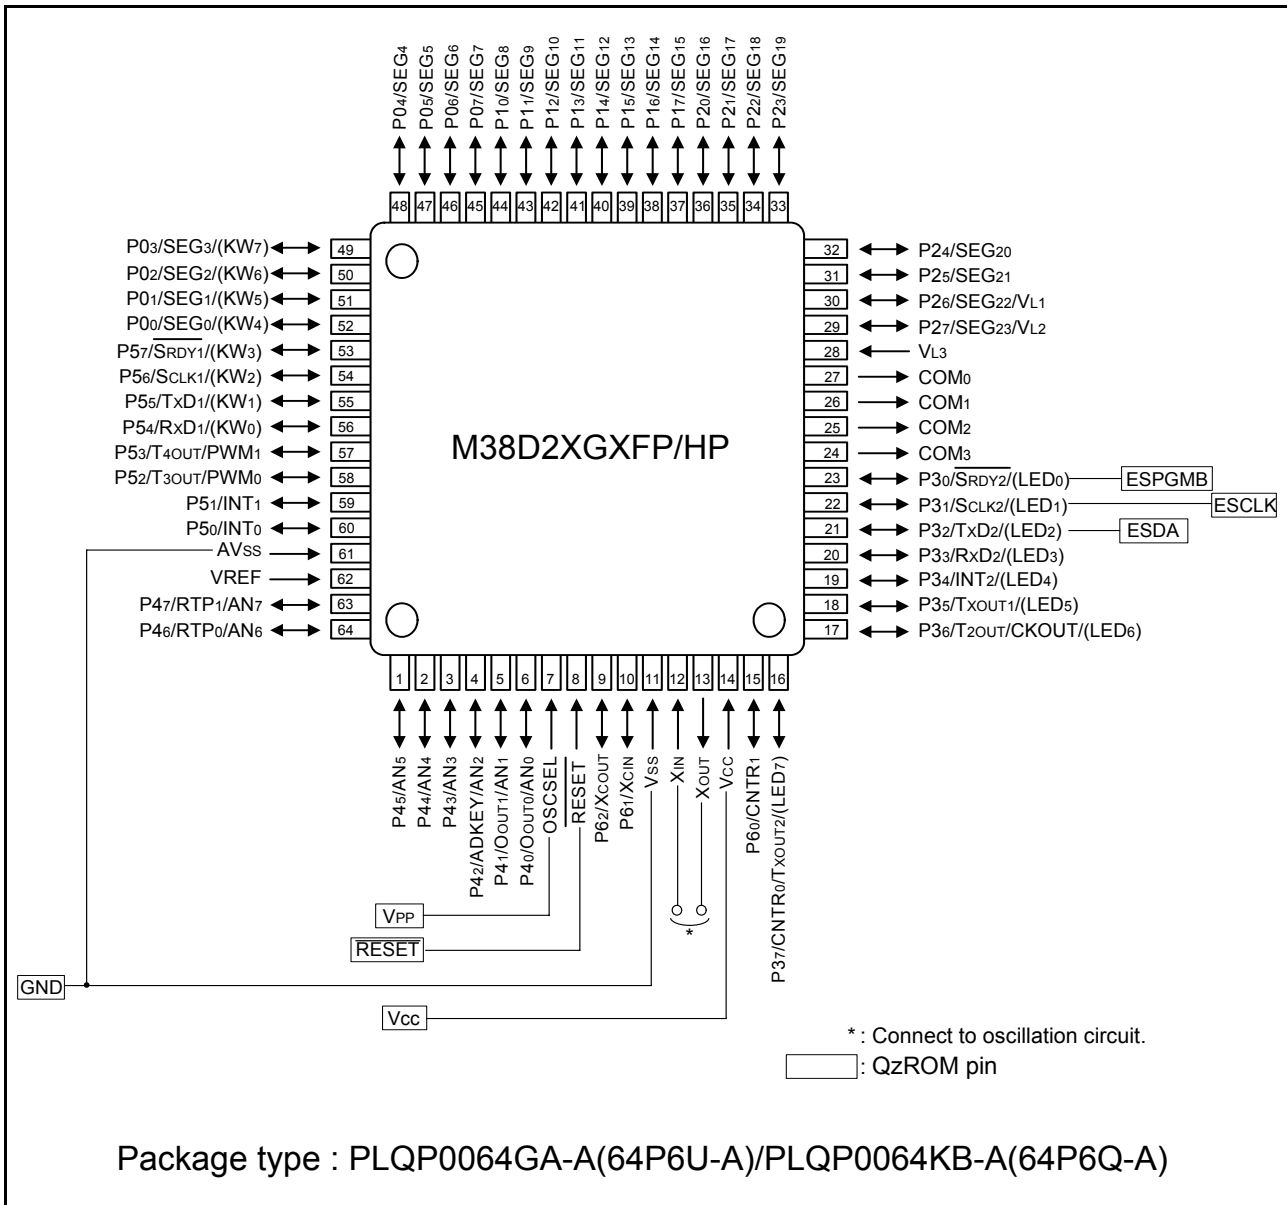 P04/SEG4
P05/SEG5
P06/SEG6
P07/SEG7
P10/SEG8
P11/SEG9
P12/SEG10
P13/SEG11
P14/SEG12
P15/SEG13
P16/SEG14
P17/SEG15
P20/SEG16
P21/SEG17
P22/SEG18
P23/SEG19
48 47 46 45 44 43 42 41 40 39 38 37 36 35 34 33
P03/SEG3/(KW7) 49
P02/SEG2/(KW6) 50
P01/SEG1/(KW5) 51
P00/SEG0/(KW4) 52
P57/SRDY1/(KW3) 53
P56/SCLK1/(KW2) 54
P55/TXD1/(KW1) 55
P54/RXD1/(KW0) 56
P53/T4OUT/PWM1 57
P52/T3OUT/PWM0 58
P51/INT1 59
P50/INT0 60
AVSS 61
VREF 62
P47/RTP1/AN7 63
P46/RTP0/AN6 64
M38D2XGXFP/HP
32 P24/SEG20
31 P25/SEG21
30 P26/SEG22/VL1
29 P27/SEG23/VL2
28 VL3
27 COM0
26 COM1
25 COM2
24 COM3
23 P30/SRDY2/(LED0) ESPGMB
22 P31/SCLK2/(LED1) ESCLK
21 P32/TXD2/(LED2) ESDA
20 P33/RXD2/(LED3)
19 P34/INT2/(LED4)
18 P35/TXOUT1/(LED5)
17 P36/T2OUT/CKOUT/(LED6)
1 2 3 4 5 6 7 8 9 10 11 12 13 14 15 16
P45/AN5
P44/AN4
P43/AN3
P42/ADKEY/AN2
P41/OOUT1/AN1
P40/OOUT0/AN0
OSCSEL
RESET
P62/XCOUT
P61/XCIN
VSS
XIN
XOUT
VCC
P60/CNTR1
P37/CNTR0/TXOUT2/(LED7)
VPP
*
RESET
GND
Vcc
* : Connect to oscillation circuit.
: QzROM pin
Package type : PLQP0064GA-A(64P6U-A)/PLQP0064KB-A(64P6Q-A)